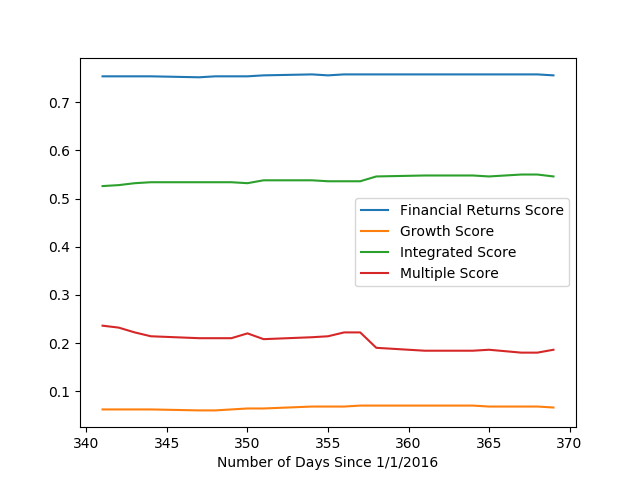 0.7
0.6
0.5
0.4
0.3
0.2
0.1
Financial Returns Score
Growth Score
Integrated Score
Multiple Score
340 345 350 355 360 365 370
Number of Days Since 1/1/2016